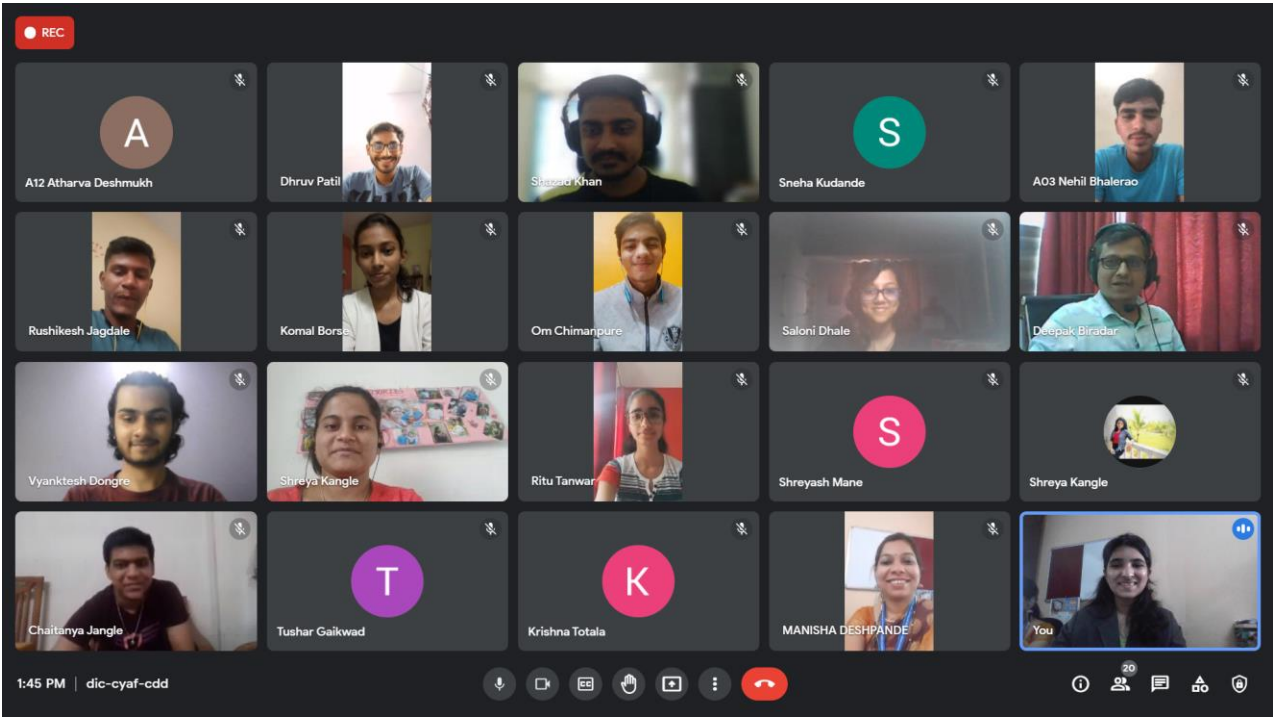 REC
A
A12 Atharva Deshmukh
Dhruv Patil
Shazad Khan
S
Sneha Kudande
A03 Nehil Bhalerao
Rushikesh Jagdale
Komal Borse
Om Chimanpure
Saloni Dhale
Deepak Biradar
Vyanktesh Dongre
Shreya Kangle
Ritu Tanwar
S
Shreyash Mane
Shreya Kangle
Chaitanya Jangle
T
Tushar Gaikwad
K
Krishna Totala
MANISHA DESHPANDE
You
1:45 PM | dic-cyaf-cdd
CC
20